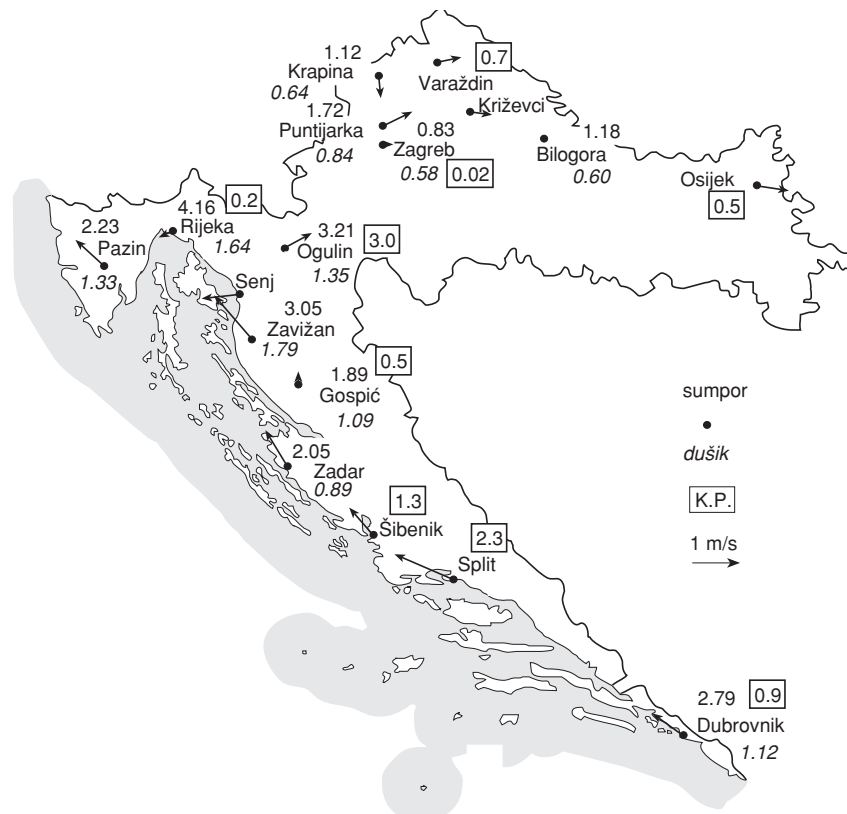 1.12
Krapina
0.64
0.7
Varaždin
Križevci
1.72
Puntijarka
0.84
0.83
Zagreb
0.58 0.02
1.18
Bilogora
0.60
Osijek
0.5
2.23
Pazin
1.33
4.16 0.2
Rijeka
1.64
3.21 3.0
Ogulin
1.35
Senj
3.05
Zavižan
1.79
1.89 0.5
Gospić
1.09
2.05
Zadar
0.89
1.3
Šibenik
2.3
Split
2.79 0.9
Dubrovnik
1.12
sumpor
dušik
K.P.
1 m/s